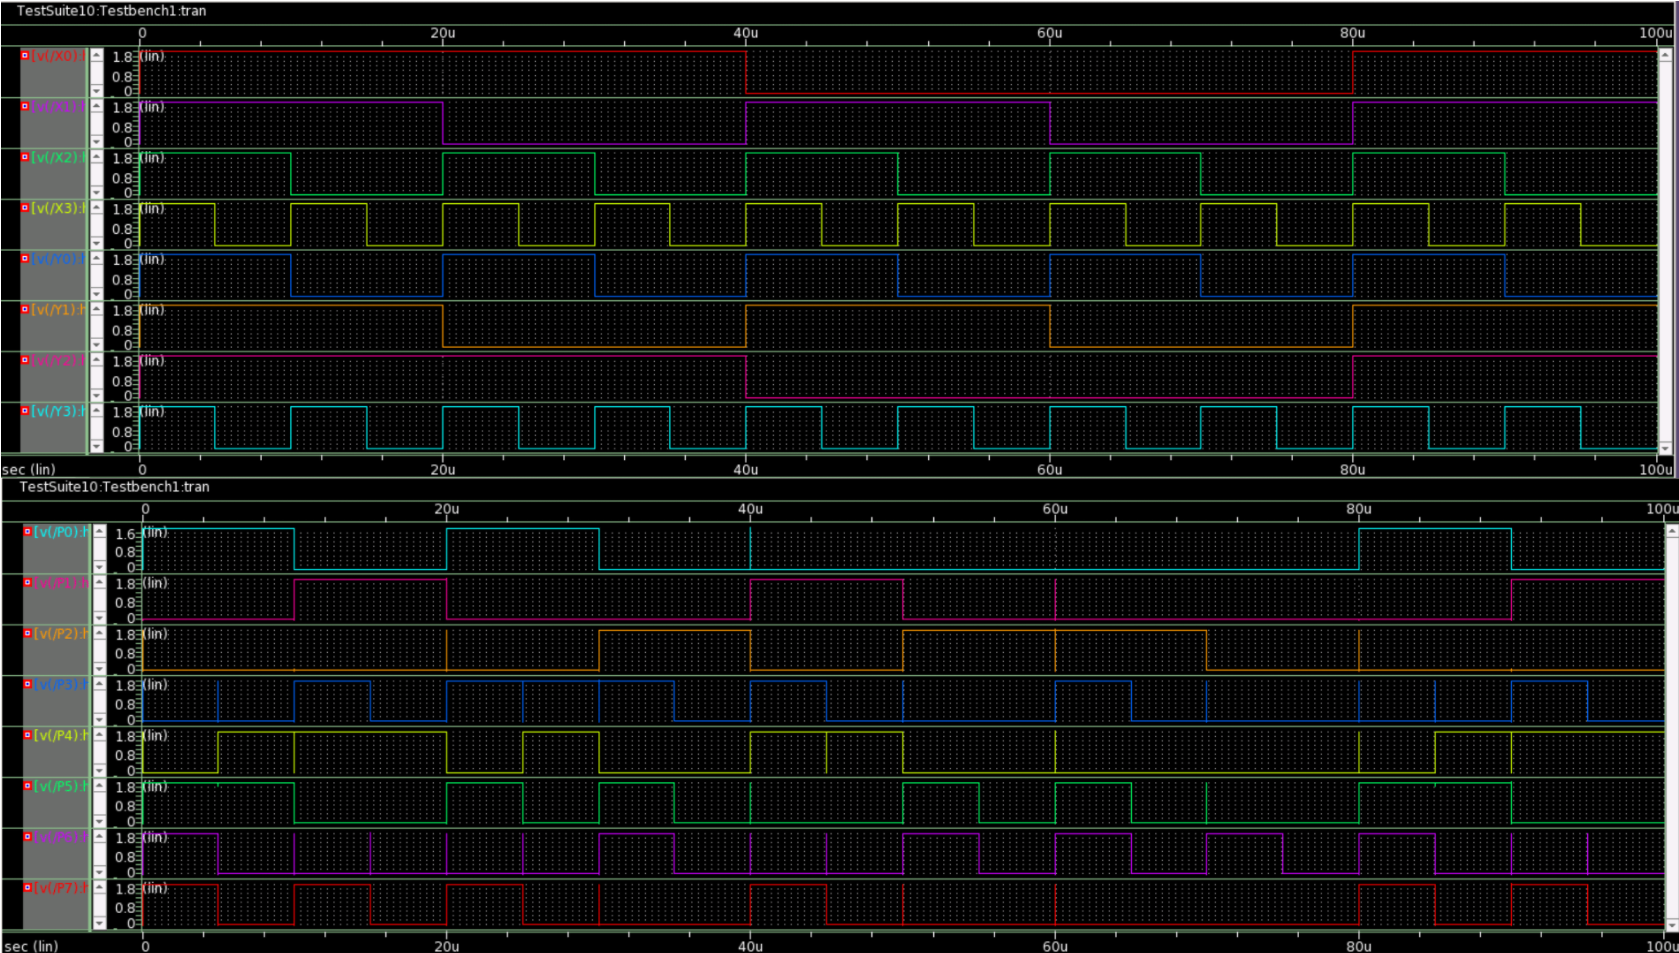 TestSuite10:Testbench1:tran
0 20u 40u 60u 80u 100u
[v(/X0):
1.8 (lin)
0.8
0
[v(/X1):
1.8 (lin)
0.8
0
[v(/X2):
1.8 (lin)
0.8
0
[v(/X3):
1.8 (lin)
0.8
0
[v(/Y0):
1.8 (lin)
0.8
0
[v(/Y1):
1.8 (lin)
0.8
0
[v(/Y2):
1.8 (lin)
0.8
0
[v(/Y3):
1.8 (lin)
0.8
0
sec (lin) 0 20u 40u 60u 80u 100u
TestSuite10:Testbench1:tran
0 20u 40u 60u 80u 100u
[v(/P0):
1.6 (lin)
0.8
0
[v(/P1):
1.8 (lin)
0.8
0
[v(/P2):
1.8 (lin)
0.8
0
[v(/P3):
1.8 (lin)
0.8
0
[v(/P4):
1.8 (lin)
0.8
0
[v(/P5):
1.8 (lin)
0.8
0
[v(/P6):
1.8 (lin)
0.8
0
[v(/P7):
1.8 (lin)
0.8
0
sec (lin) 0 20u 40u 60u 80u 100u